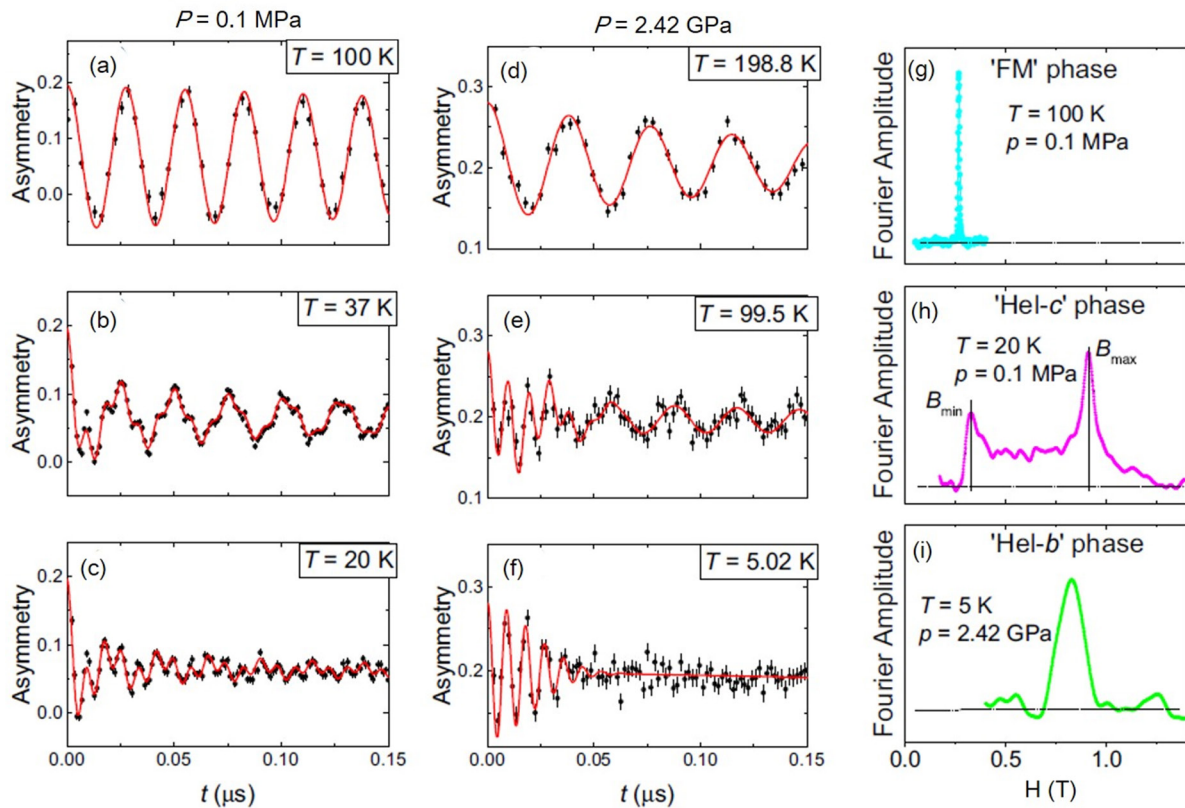 P = 0.1 MPa
P = 2.42 GPa
(a)
T = 100 K
Asymmetry
0.2
0.1
0.0
(b)
T = 37 K
Asymmetry
0.2
0.1
0.0
(c)
T = 20 K
Asymmetry
0.2
0.1
0.0
0.00
0.05
0.10
0.15
t (μs)
(d)
T = 198.8 K
Asymmetry
0.3
0.2
0.1
(e)
T = 99.5 K
Asymmetry
0.3
0.2
0.1
(f)
T = 5.02 K
Asymmetry
0.3
0.2
0.1
0.00
0.05
0.10
0.15
t (μs)
(g)
'FM' phase
T = 100 K
p = 0.1 MPa
Fourier Amplitude
(h)
'Hel-c' phase
T = 20 K
p = 0.1 MPa
Bmax
Bmin
Fourier Amplitude
(i)
'Hel-b' phase
T = 5 K
p = 2.42 GPa
Fourier Amplitude
0.0
0.5
1.0
H (T)